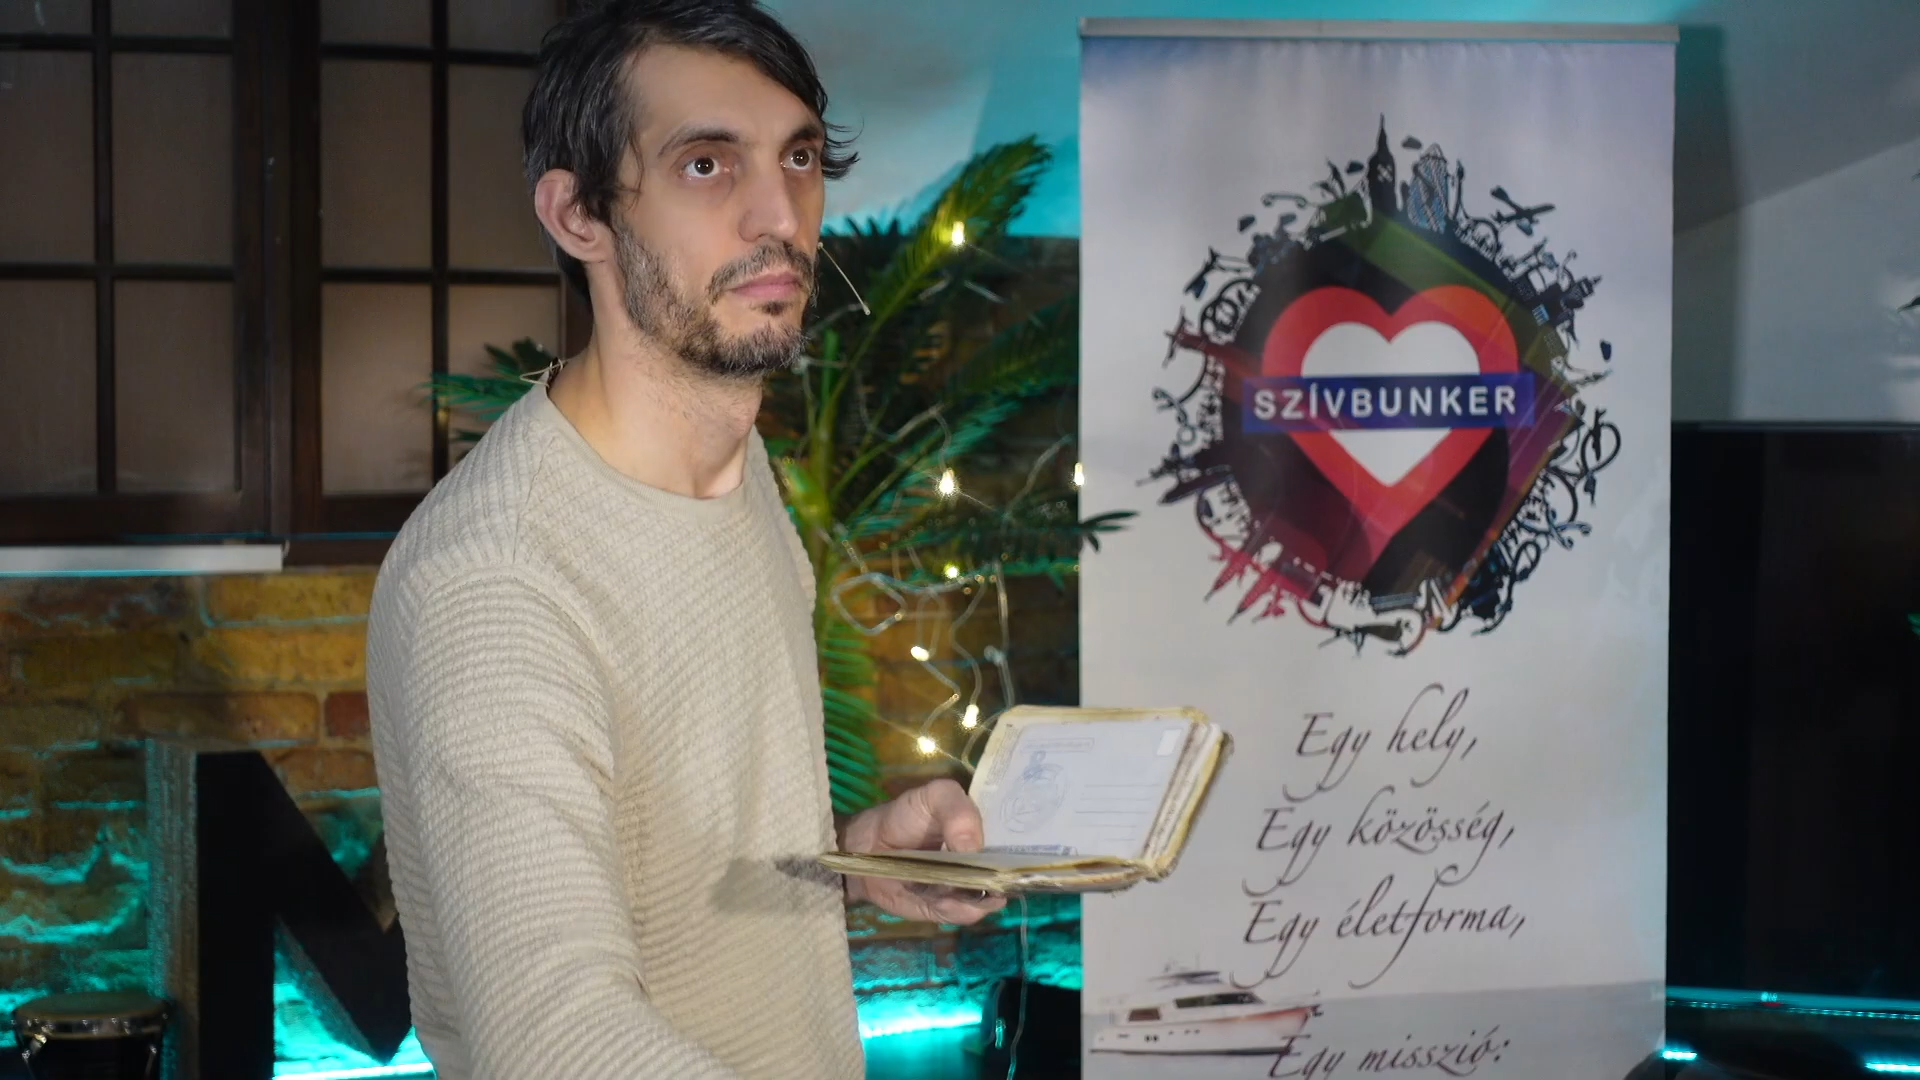 SZÍVBUNKER
Egy hely,
Egy közösség,
Egy életforma,
Egy misszió: